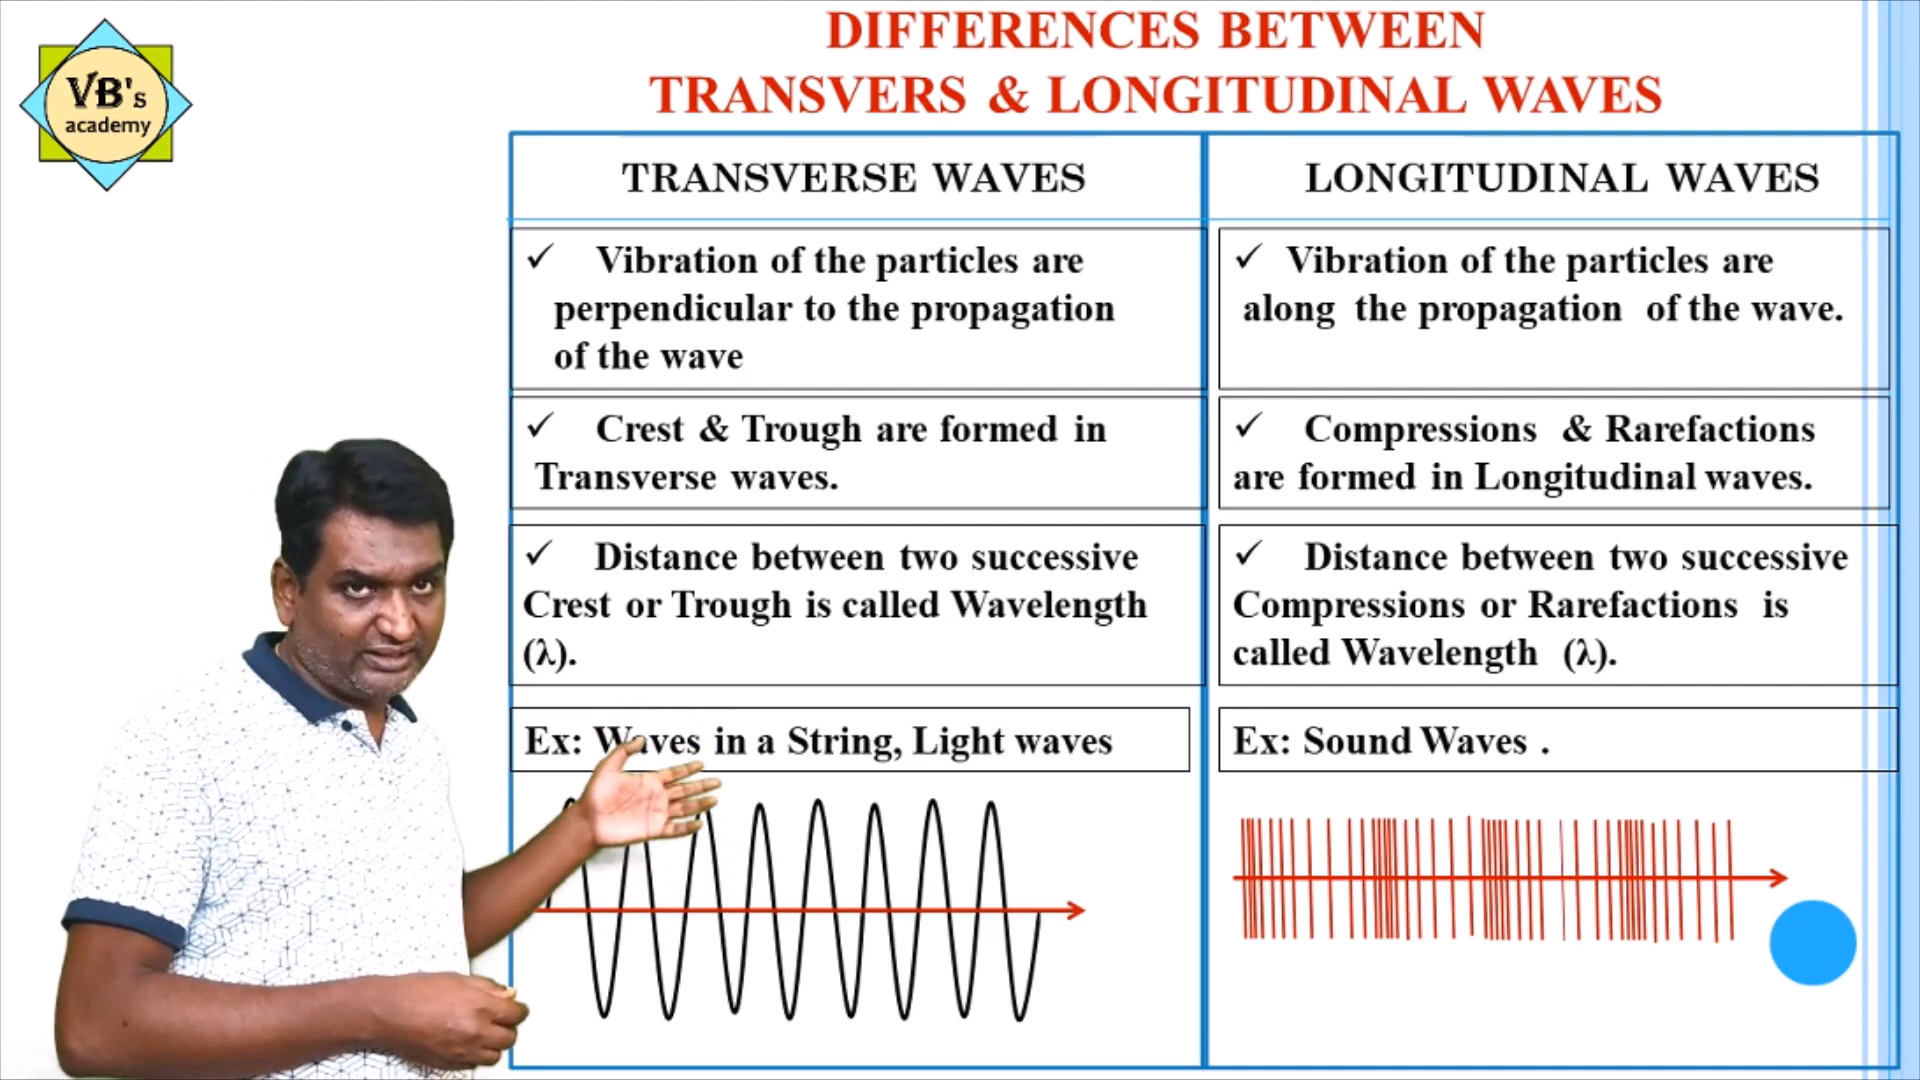 VB's
academy
DIFFERENCES BETWEEN
TRANSVERS & LONGITUDINAL WAVES
TRANSVERSE WAVES
✓ Vibration of the particles are
perpendicular to the propagation
of the wave
✓ Crest & Trough are formed in
Transverse waves.
✓ Distance between two successive
Crest or Trough is called Wavelength
(λ).
Ex: Waves in a String, Light waves
LONGITUDINAL WAVES
✓ Vibration of the particles are
along the propagation of the wave.
✓ Compressions & Rarefactions
are formed in Longitudinal waves.
✓ Distance between two successive
Compressions or Rarefactions is
called Wavelength (λ).
Ex: Sound Waves .